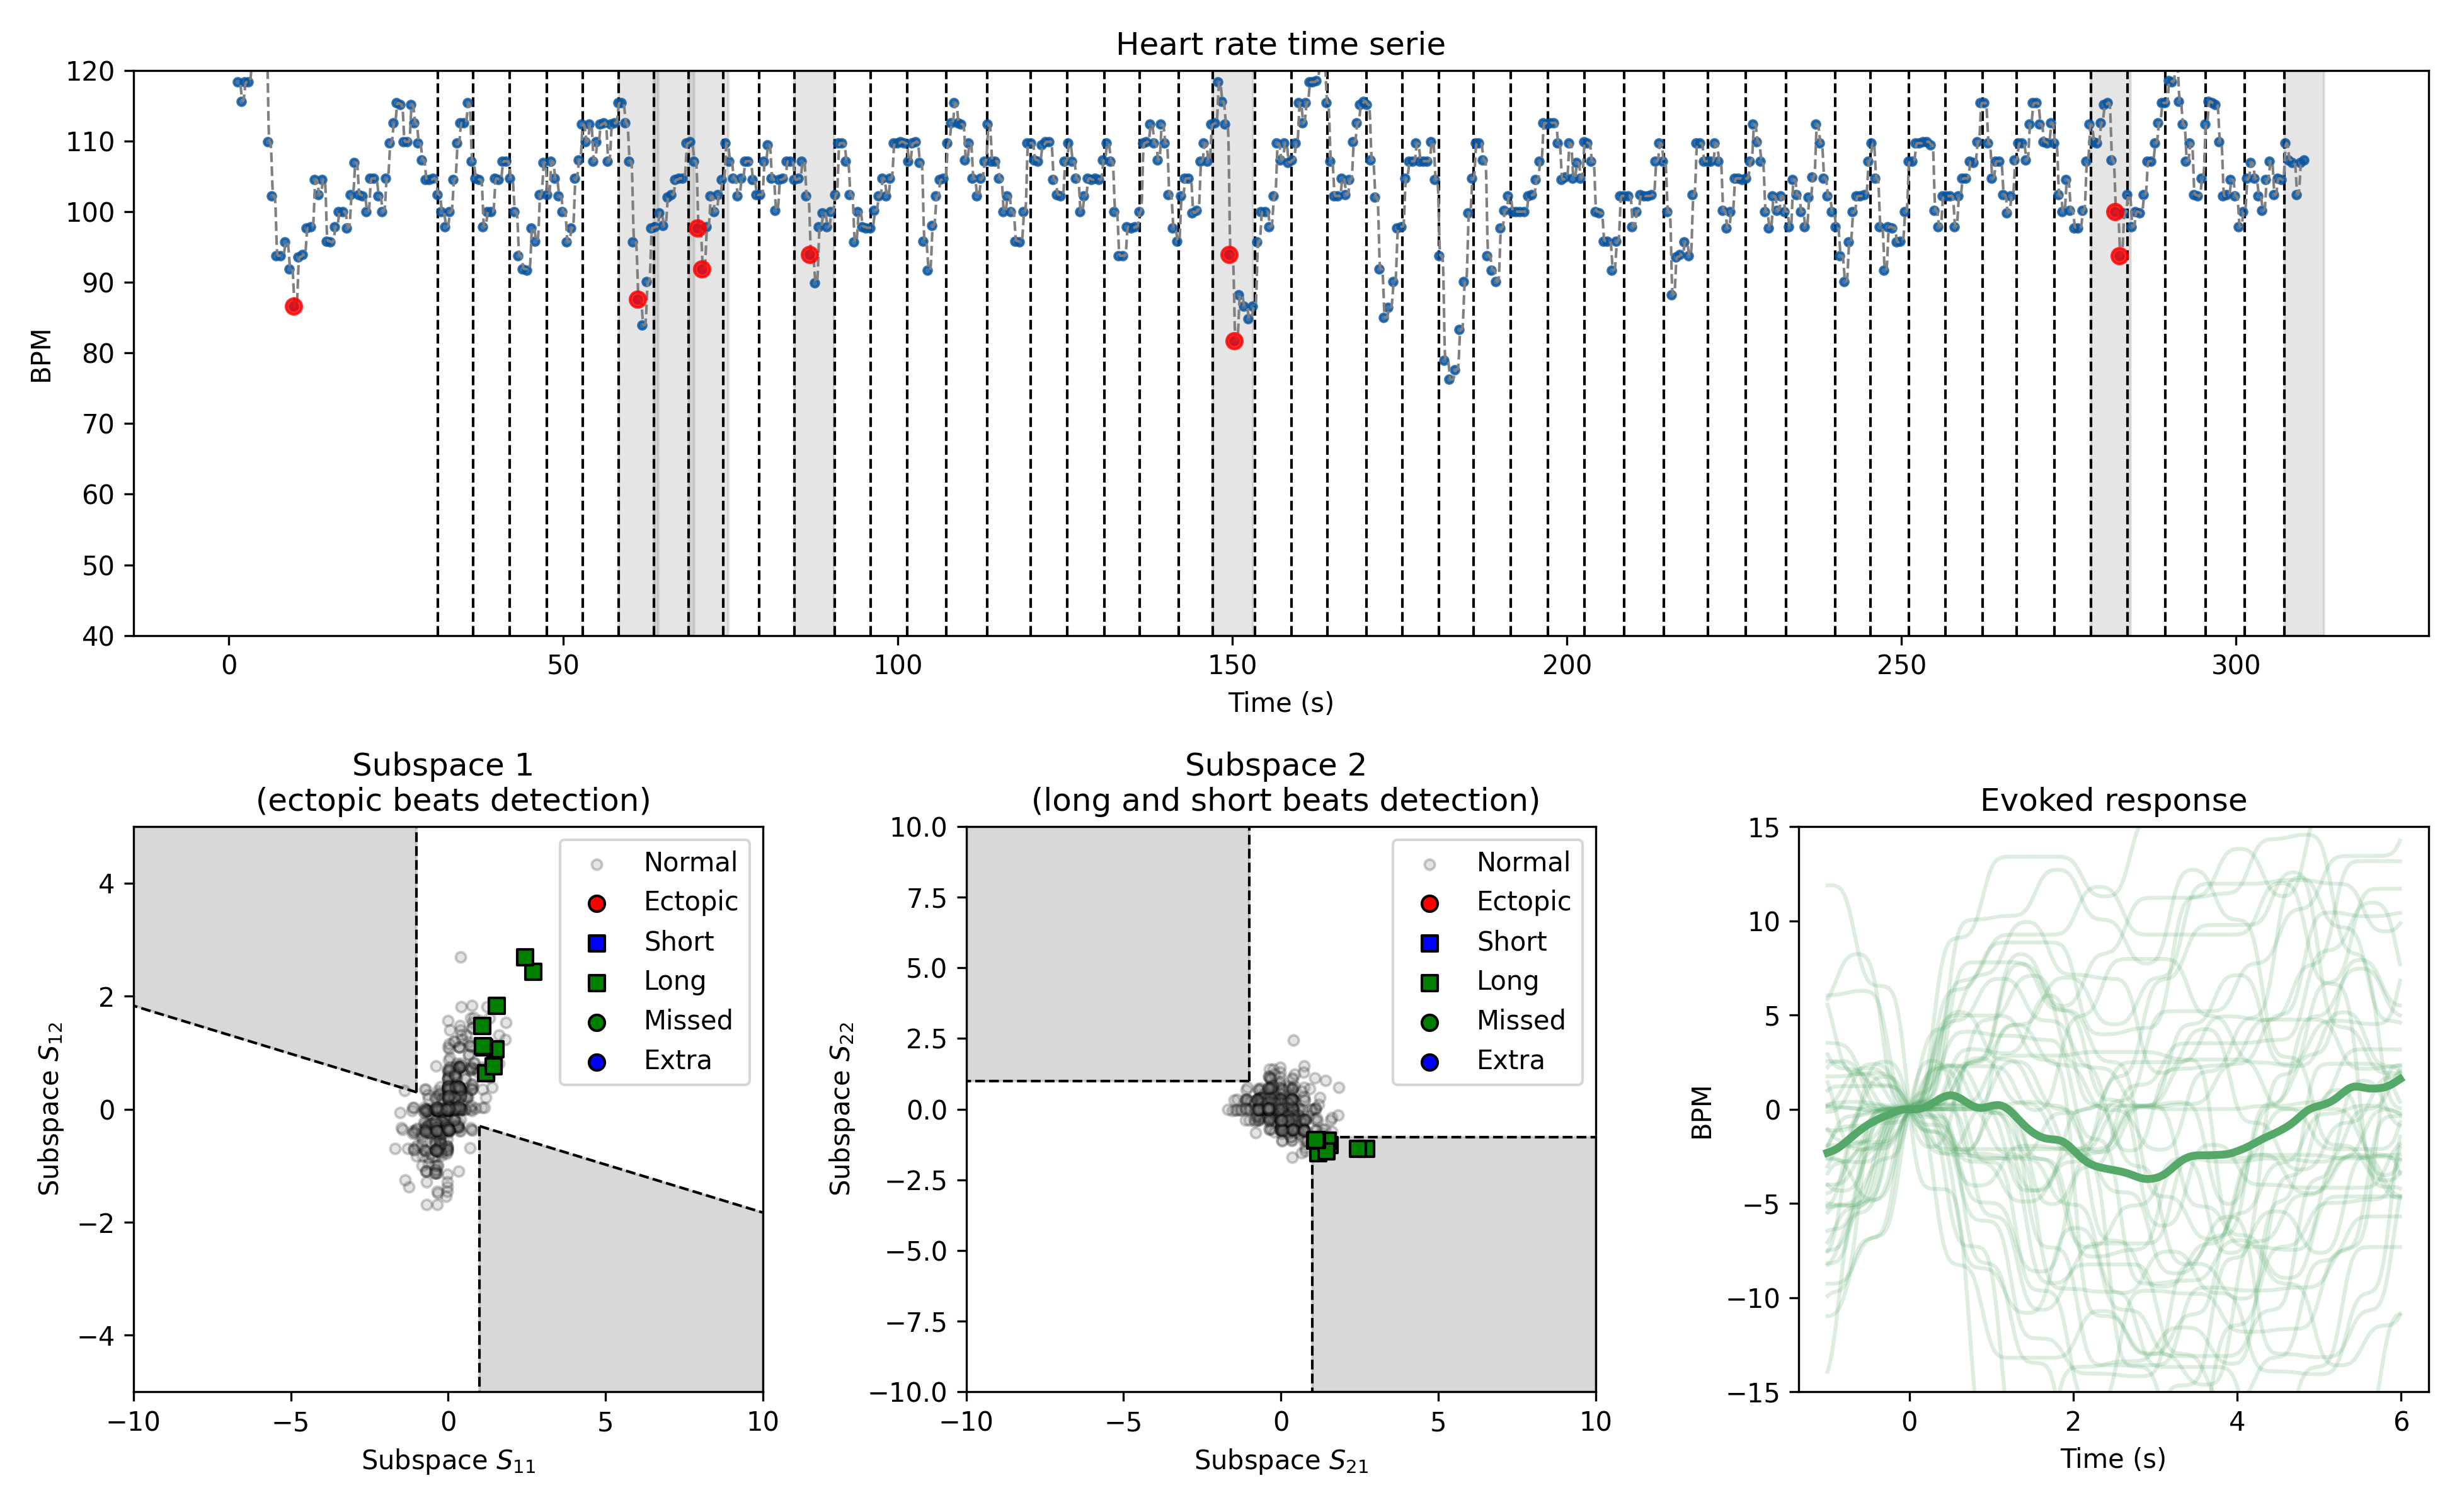 Heart rate time serie
120
110
100
90
80
70
60
50
40
BPM
0 50 100 150 200 250 300
Time (s)
Subspace 1
(ectopic beats detection)
4
2
0
−2
−4
Subspace S12
−10 −5 0 5 10
Subspace S11
Normal
Ectopic
Short
Long
Missed
Extra
Subspace 2
(long and short beats detection)
10.0
7.5
5.0
2.5
0.0
−2.5
−5.0
−7.5
−10.0
Subspace S22
−10 −5 0 5 10
Subspace S21
Normal
Ectopic
Short
Long
Missed
Extra
Evoked response
15
10
5
0
−5
−10
−15
BPM
0 2 4 6
Time (s)